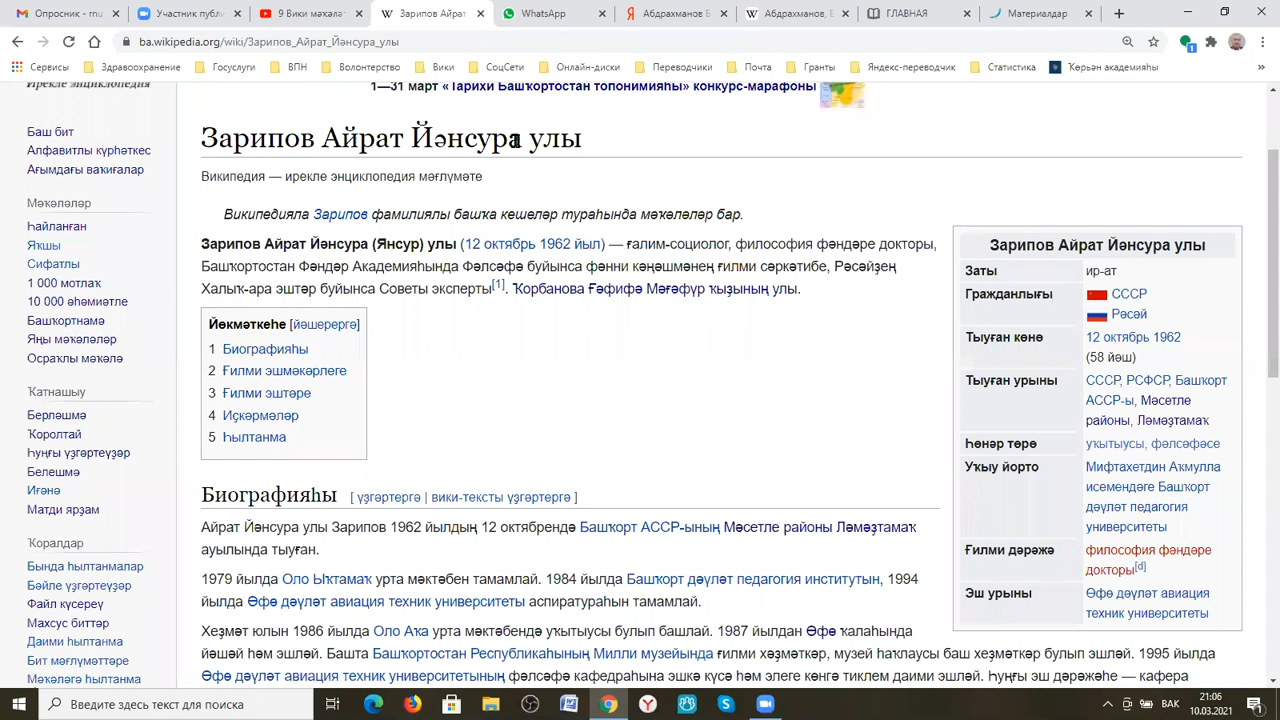 Опросник - mu
Участник публи
9 Вики мәҡалә
Зарипов Айрат
WhatsApp
Абдрахманов Б
Абдрахманов,
ГЛАВНАЯ
Материалдар
ba.wikipedia.org/wiki/Зарипов_Айрат_Йәнсура_улы
Сервисы
Здравоохранение
Госуслуги
ВПН
Волонтерство
Вики
СоцСети
Онлайн-диски
Переводчики
Почта
Гранты
Яндекс-переводчик
Статистика
Ҡөрьән академияһы
»
Ирекле энциклопедия
1—31 март «Тарихи Башҡортостан топонимияһы» конкурс-марафоны
Баш бит
Алфавитлы күрһәткес
Ағымдағы ваҡиғалар
Мәҡәләләр
Һайланған
Яҡшы
Сифатлы
1 000 мотлаҡ
10 000 әһәмиәтле
Башҡортнамә
Яңы мәҡәләләр
Осраҡлы мәҡәлә
Ҡатнашыу
Берләшмә
Ҡоролтай
Һуңғы үҙгәртеүҙәр
Белешмә
Иғәнә
Матди ярҙам
Ҡоралдар
Бында һылтанмалар
Бәйле үҙгәртеүҙәр
Файл күсереү
Махсус биттәр
Даими һылтанма
Бит мәғлүмәттәре
Мәҡәләгә һылтанма
Зарипов Айрат Йәнсура улы
Википедия — ирекле энциклопедия мәғлүмәте
Википедияла Зарипов фамилиялы башҡа кешеләр тураһында мәҡәләләр бар.
Зарипов Айрат Йәнсура (Янсур) улы (12 октябрь 1962 йыл) — ғалим-социолог, философия фәндәре докторы,
Башҡортостан Фәндәр Академияһында Фәлсәфә буйынса фәнни кәңәшмәнең ғилми сәркәтибе, Рәсәйҙең
Халыҡ-ара эштәр буйынса Советы эксперты[1]. Ҡорбанова Ғәфифә Мәғәфүр ҡыҙының улы.
Йөкмәткеһе [йәшерергә]
1 Биографияһы
2 Ғилми эшмәкәрлеге
3 Ғилми эштәре
4 Иҫкәрмәләр
5 Һылтанма
Биографияһы [ үҙгәртергә | вики-тексты үҙгәртергә ]
Айрат Йәнсура улы Зарипов 1962 йылдың 12 октябрендә Башҡорт АССР-ының Мәсетле районы Ләмәҙтамаҡ
ауылында тыуған.
1979 йылда Оло Ыҡтамаҡ урта мәктәбен тамамлай. 1984 йылда Башҡорт дәүләт педагогия институтын, 1994
йылда Өфө дәүләт авиация техник университеты аспиратураһын тамамлай.
Хеҙмәт юлын 1986 йылда Оло Аҡа урта мәктәбендә уҡытыусы булып башлай. 1987 йылдан Өфө ҡалаһында
йәшәй һәм эшләй. Башта Башҡортостан Республикаһының Милли музейында ғилми хәҙмәткәр, музей һаҡлаусы баш хеҙмәткәр булып эшләй. 1995 йылда
Өфө дәүләт авиация техник университетының фәлсәфә кафедраһына эшкә күсә һәм әлеге көнгә тиклем даими эшләй. Һуңғы эш дәрәжәһе — кафера
Зарипов Айрат Йәнсура улы
Заты ир-ат
Гражданлығы СССР
Рәсәй
Тыуған көнө 12 октябрь 1962
(58 йәш)
Тыуған урыны СССР, РСФСР, Башҡорт
АССР-ы, Мәсетле
районы, Ләмәҙтамаҡ
Һөнәр төрө уҡытыусы, фәлсәфәсе
Уҡыу йорто Мифтахетдин Аҡмулла
исемендәге Башҡорт
дәүләт педагогия
университеты
Ғилми дәрәжә философия фәндәре
докторы[d]
Эш урыны Өфө дәүләт авиация
техник университеты
Введите здесь текст для поиска
ВАК
21:06
10.03.2021